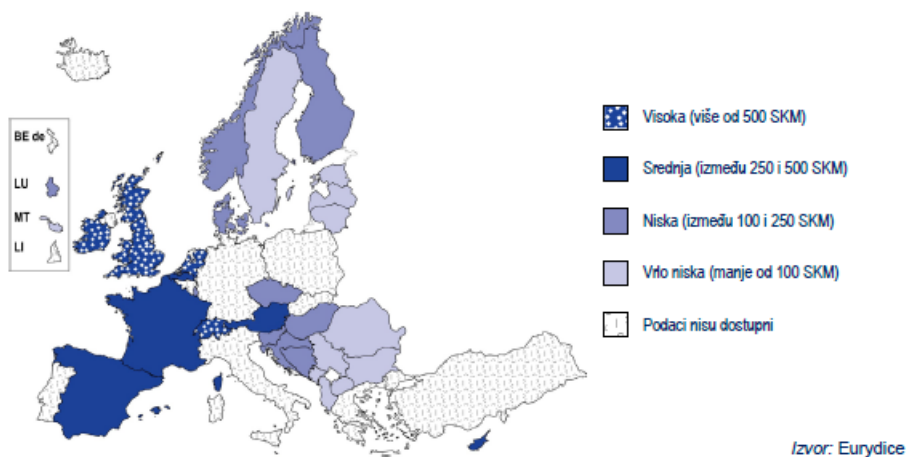 BE de
LU
MT
LI
Visoka (više od 500 SKM)
Srednja (između 250 i 500 SKM)
Niska (između 100 i 250 SKM)
Vrlo niska (manje od 100 SKM)
Podaci nisu dostupni
Izvor: Eurydice